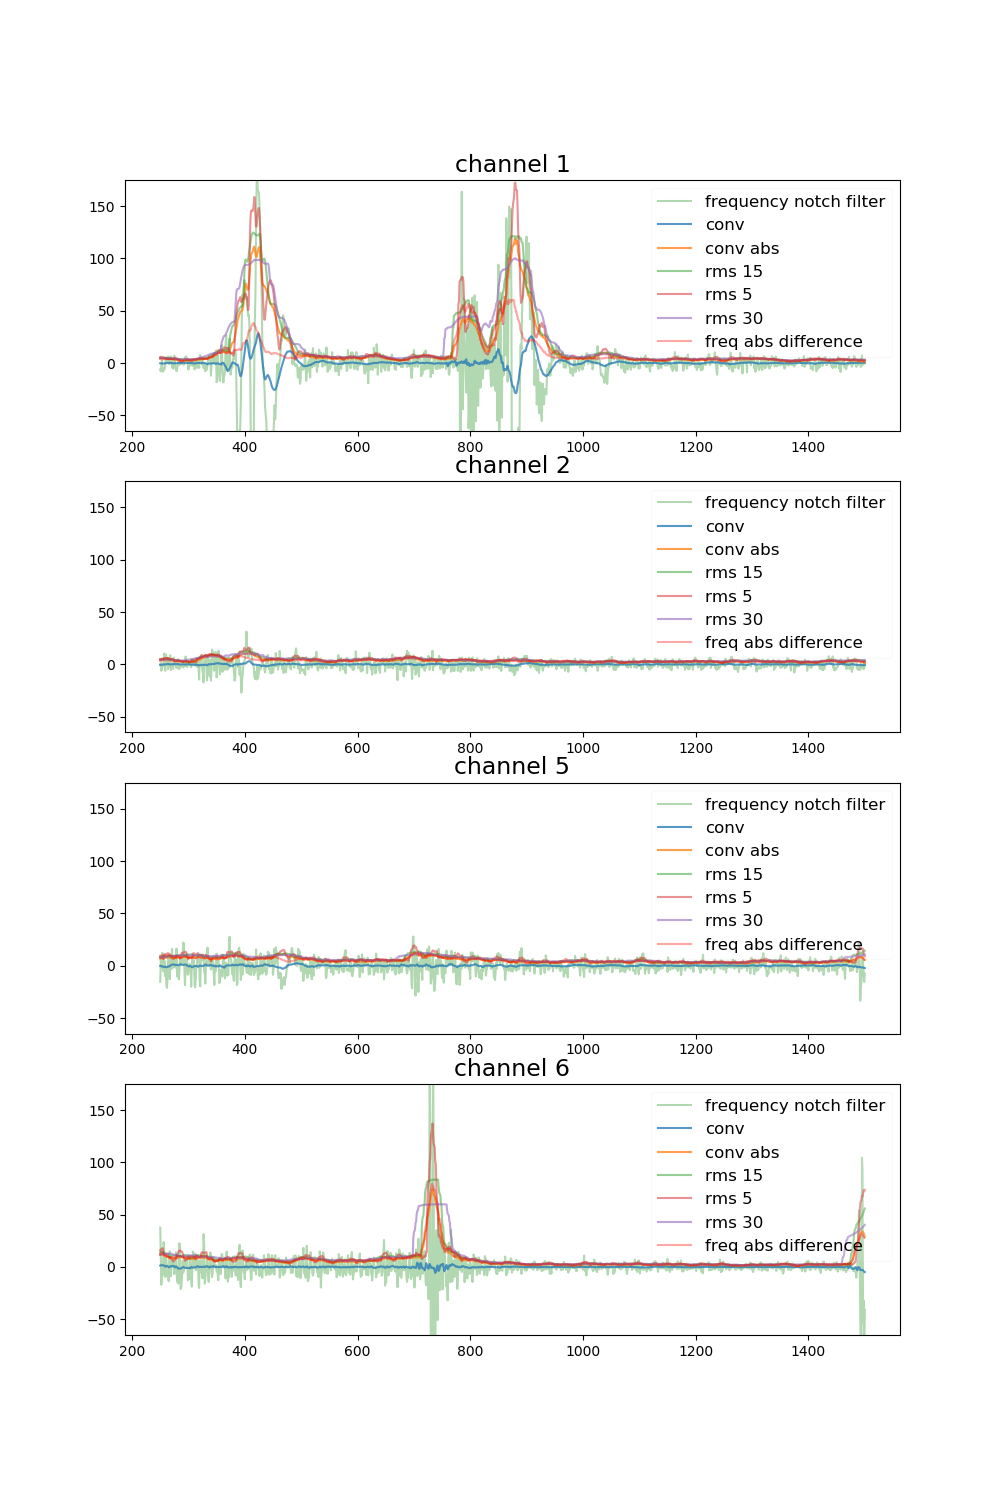 channel 1
150
100
50
0
−50
frequency notch filter
conv
conv abs
rms 15
rms 5
rms 30
freq abs difference
200 400 600 800 1000 1200 1400
channel 2
150
100
50
0
−50
frequency notch filter
conv
conv abs
rms 15
rms 5
rms 30
freq abs difference
200 400 600 800 1000 1200 1400
channel 5
150
100
50
0
−50
frequency notch filter
conv
conv abs
rms 15
rms 5
rms 30
freq abs difference
200 400 600 800 1000 1200 1400
channel 6
150
100
50
0
−50
frequency notch filter
conv
conv abs
rms 15
rms 5
rms 30
freq abs difference
200 400 600 800 1000 1200 1400